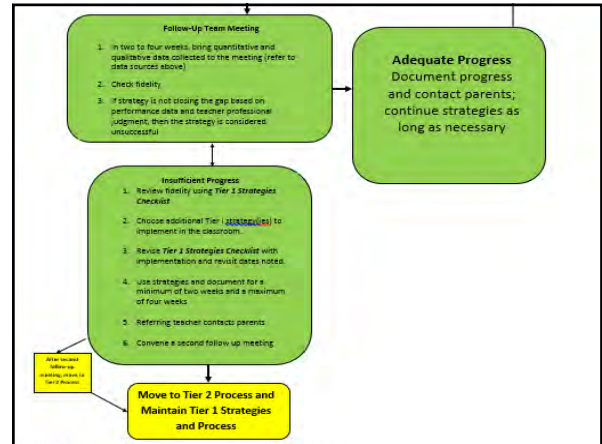 Follow-Up Team Meeting
1. In two to four weeks, bring quantitative and
qualitative data collected to the meeting (refer to
data sources above)
2. Check fidelity
3. If strategy is not closing the gap based on
performance data and teacher professional
judgment, then the strategy is considered
unsuccessful
Adequate Progress
Document progress
and contact parents;
continue strategies as
long as necessary
Insufficient Progress
1. Review fidelity using Tier 1 Strategies
Checklist
2. Choose additional Tier I strategy(ies) to
implement in the classroom.
3. Revise Tier 1 Strategies Checklist with
implementation and revisit dates noted.
4. Use strategies and document for a
minimum of two weeks and a maximum
of four weeks
5. Referring teacher contacts parents
6. Convene a second follow up meeting
After second
follow-up
meeting, move to
Tier 2 Process
Move to Tier 2 Process and
Maintain Tier 1 Strategies
and Process